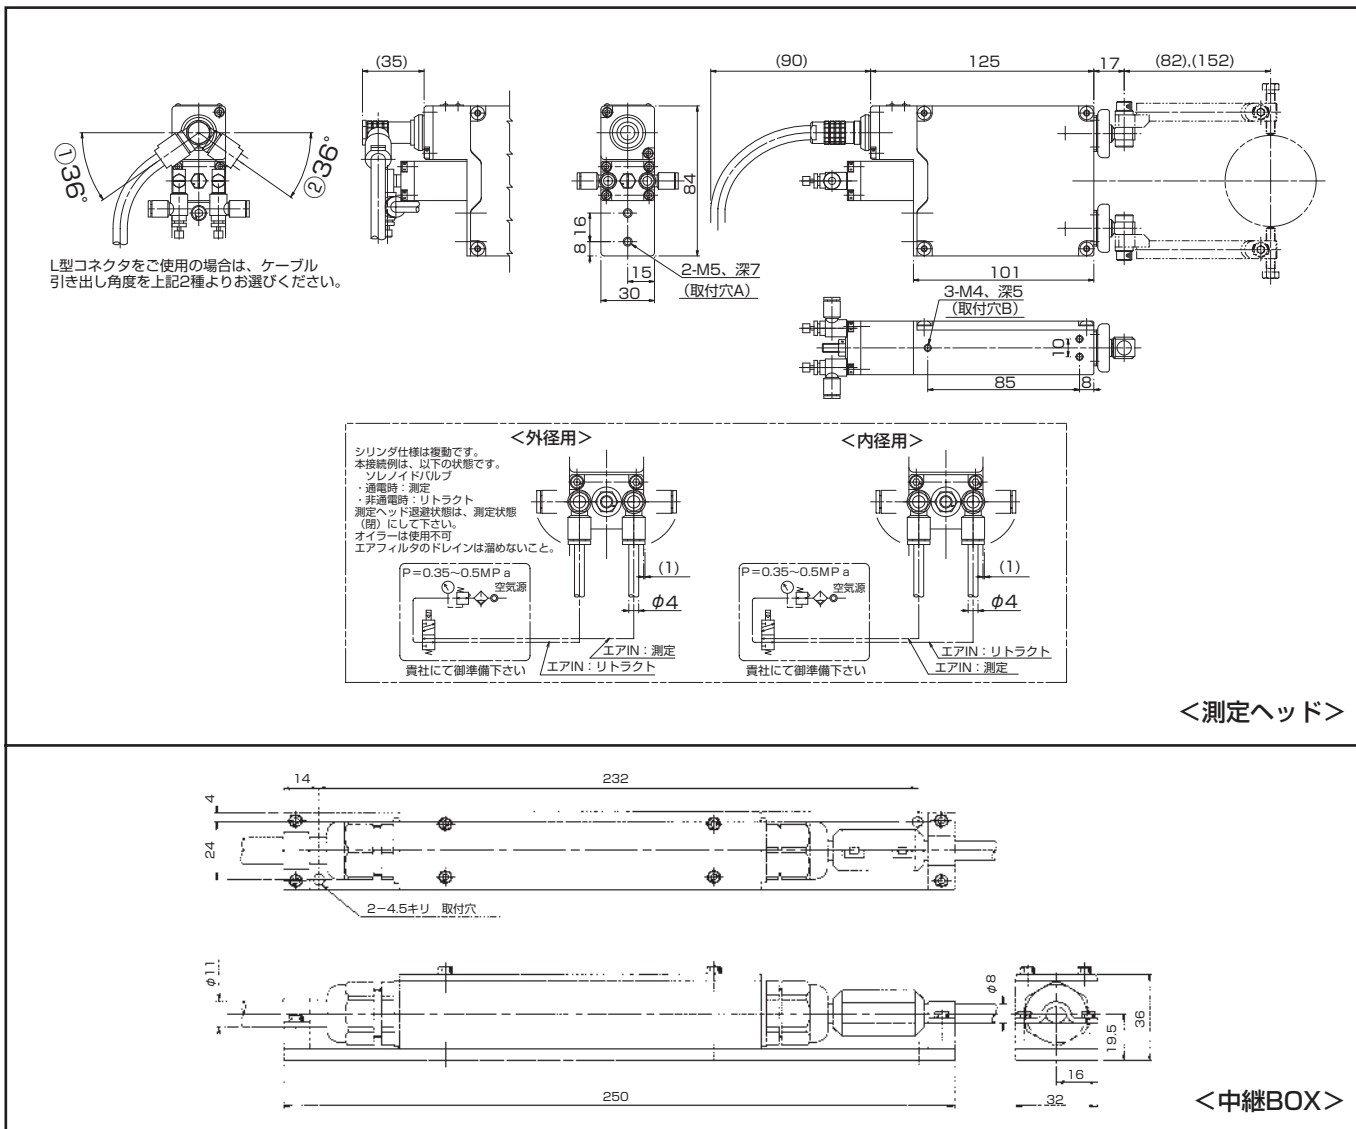 (35)
(90)
125
17
(82),(152)
①36°
②36°
84
16
8
15
30
2-M5、深7
(取付穴A)
101
L型コネクタをご使用の場合は、ケーブル
引き出し角度を上記2種よりお選びください。
3-M4、深5
(取付穴B)
10
85
8
<外径用>
<内径用>
シリンダ仕様は複動です。
本接続例は、以下の状態です。
ソレノイドバルブ
・通電時：測定
・非通電時：リトラクト
測定ヘッド退避状態は、測定状態
(閉)にして下さい。
オイラーは使用不可
エアフィルタのドレインは溜めないこと。
P=0.35~0.5MPa
空気源
(1)
φ4
エアIN：測定
エアIN：リトラクト
貴社にて御準備下さい
P=0.35~0.5MPa
空気源
(1)
φ4
エアIN：リトラクト
エアIN：測定
貴社にて御準備下さい
<測定ヘッド>
14
232
4
24
2-4.5キリ 取付穴
φ11
φ8
36
19.5
16
32
250
<中継BOX>